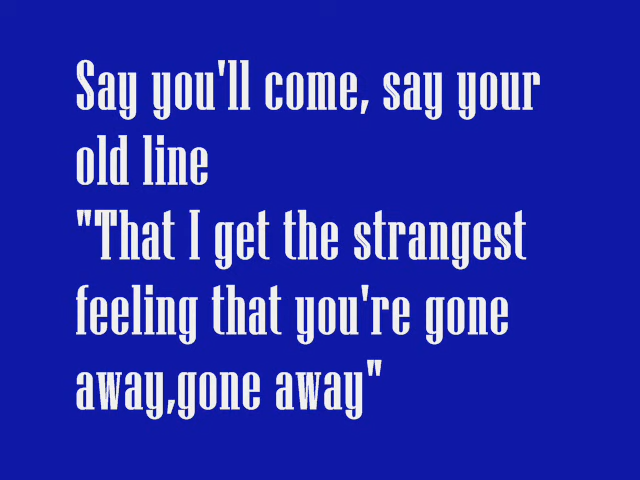 Say you'll come, say your
old line
"That I get the strangest
feeling that you're gone
away,gone away"